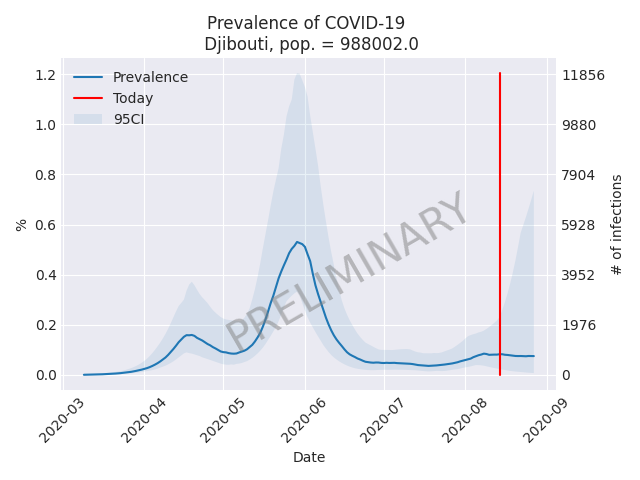 Prevalence of COVID-19
Djibouti, pop. = 988002.0
Prevalence
Today
95CI
PRELIMINARY
%
1.2
1.0
0.8
0.6
0.4
0.2
0.0
11856
9880
7904
5928
3952
1976
0
# of infections
2020-03
2020-04
2020-05
2020-06
2020-07
2020-08
2020-09
Date